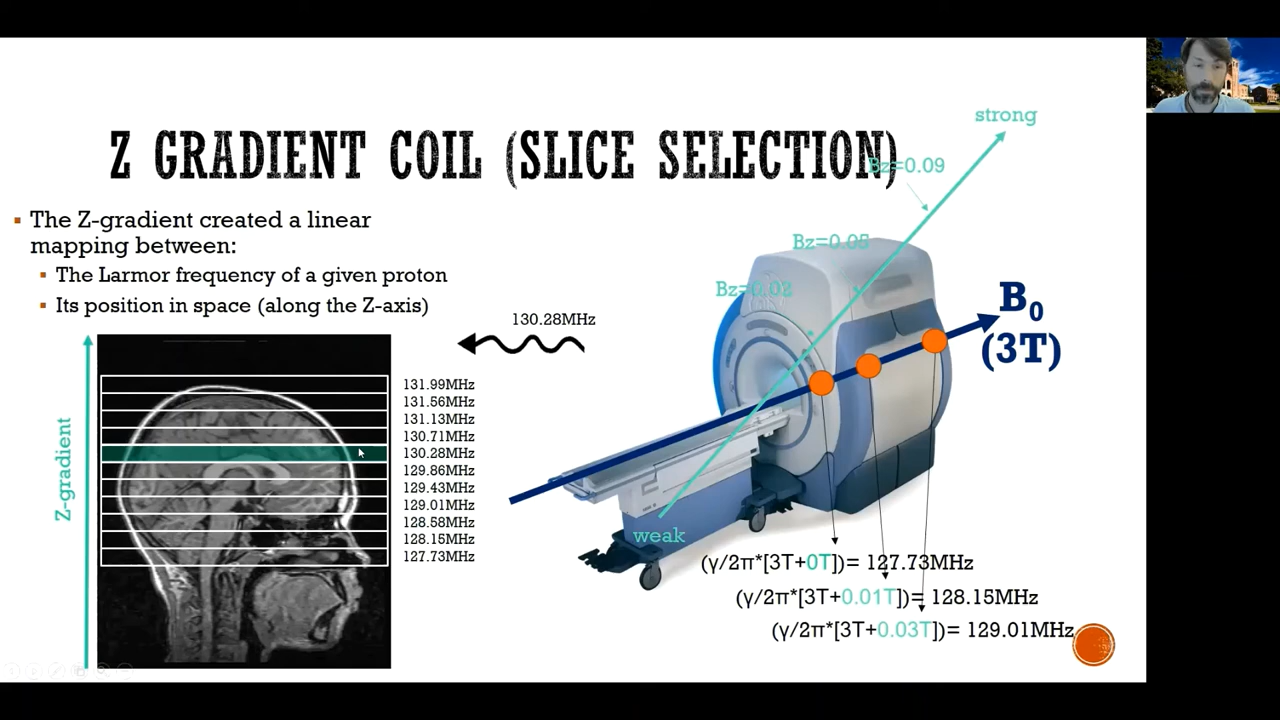 strong
Z GRADIENT COIL (SLICE SELECTION)
Bz=0.09
The Z-gradient created a linear
mapping between:
The Larmor frequency of a given proton
Its position in space (along the Z-axis)
Bz=0.05
Bz=0.02
B0
(3T)
130.28MHz
Z-gradient
131.99MHz
131.56MHz
131.13MHz
130.71MHz
130.28MHz
129.86MHz
129.43MHz
129.01MHz
128.58MHz
128.15MHz
127.73MHz
weak
(γ/2π*[3T+0T])= 127.73MHz
(γ/2π*[3T+0.01T])= 128.15MHz
(γ/2π*[3T+0.03T])= 129.01MHz